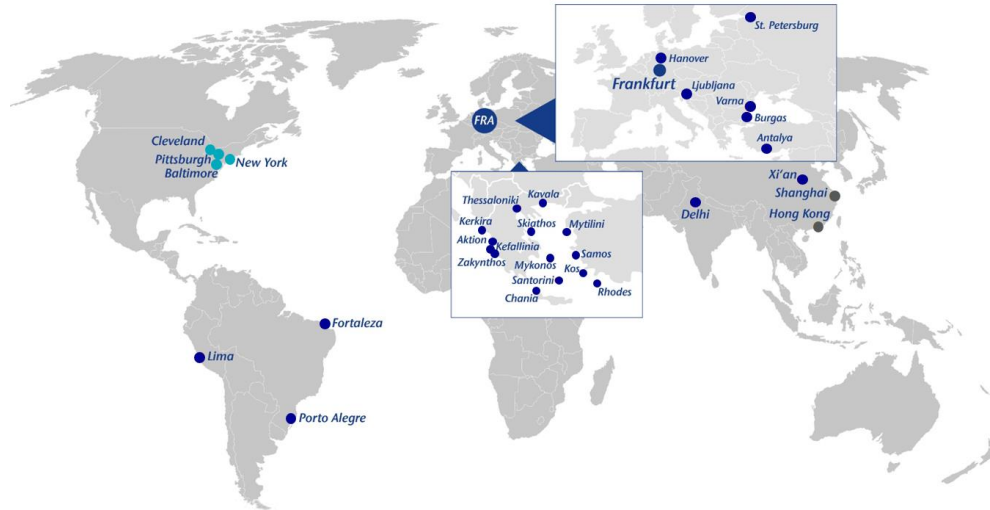 St. Petersburg
Hanover
Frankfurt
Ljubljana
Varna
Burgas
Antalya
FRA
Cleveland
Pittsburgh
Baltimore
New York
Xi'an
Shanghai
Hong Kong
Delhi
Kavala
Thessaloniki
Kerkira
Skiathos
Mytilini
Aktion
Kefallinia
Zakynthos
Mykonos
Samos
Kos
Santorini
Rhodes
Chania
Fortaleza
Lima
Porto Alegre